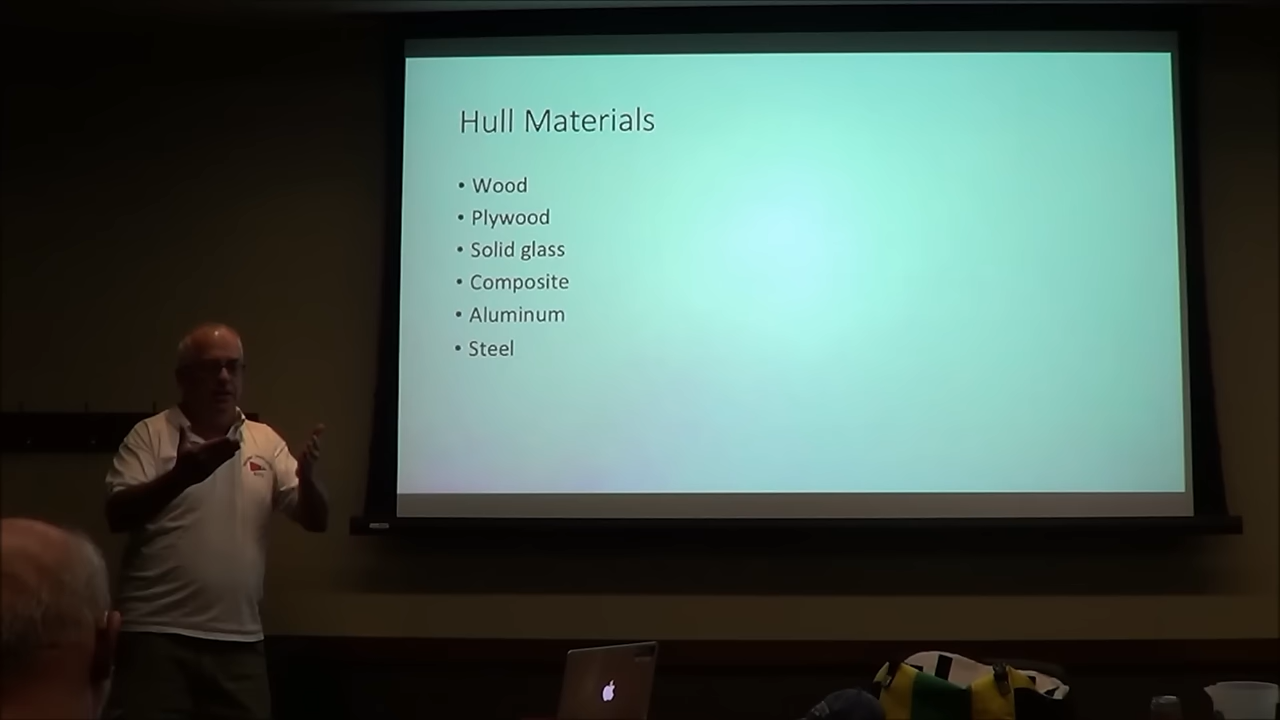 Hull Materials
• Wood
• Plywood
• Solid glass
• Composite
• Aluminum
• Steel